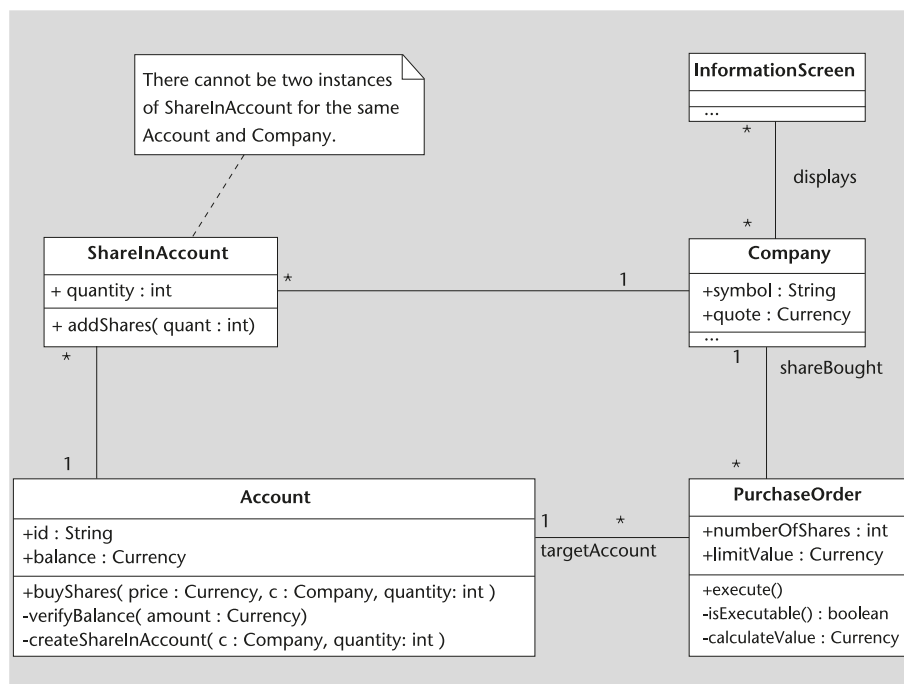 There cannot be two instances
of ShareInAccount for the same
Account and Company.
InformationScreen
...
*
displays
*
ShareInAccount
+ quantity : int
+ addShares( quant : int)
*
1
Company
+symbol : String
+quote : Currency
...
*
1
shareBought
1
*
Account
+id : String
+balance : Currency
+buyShares( price : Currency, c : Company, quantity: int )
-verifyBalance( amount : Currency)
-createShareInAccount( c : Company, quantity: int )
1
*
targetAccount
PurchaseOrder
+numberOfShares : int
+limitValue : Currency
+execute()
-isExecutable() : boolean
-calculateValue : Currency